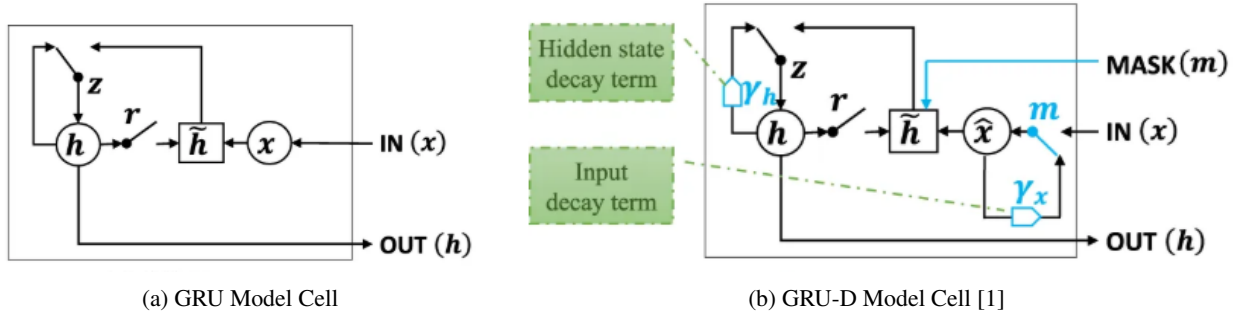 z
r
h
h̃
x
IN (x)
OUT (h)
(a) GRU Model Cell
Hidden state
decay term
Input
decay term
γₕ
z
r
h
h̃
x̂
m
γₓ
MASK (m)
IN (x)
OUT (h)
(b) GRU-D Model Cell [1]